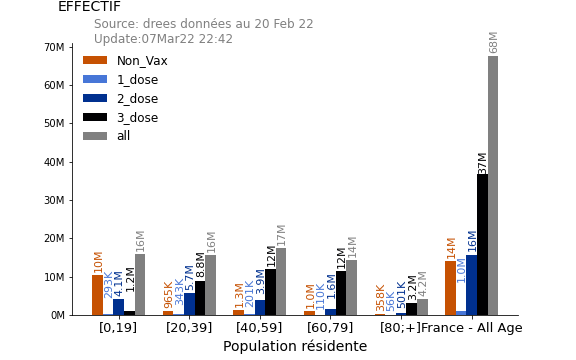 EFFECTIF
Source: drees données au 20 Feb 22
Update:07Mar22 22:42
70M
60M
50M
40M
30M
20M
10M
0M
Non_Vax
1_dose
2_dose
3_dose
all
10M
293K
4.1M
1.2M
16M
965K
343K
5.7M
8.8M
16M
1.3M
201K
3.9M
12M
17M
1.0M
110K
1.6M
12M
14M
358K
56K
501K
3.2M
4.2M
14M
1.0M
16M
37M
68M
[0,19]
[20,39]
[40,59]
[60,79]
[80;+]
France - All Age
Population résidente